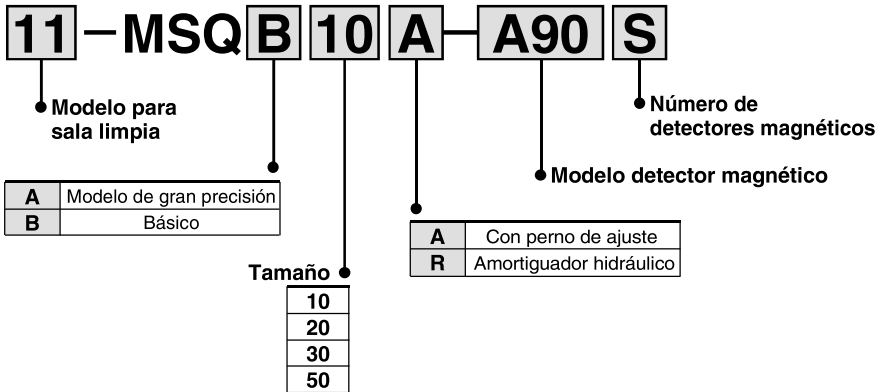 11 – MSQ B 10 A – A90 S
Modelo para
sala limpia
Número de
detectores magnéticos
Modelo detector magnético
A Modelo de gran precisión
B Básico
A Con perno de ajuste
R Amortiguador hidráulico
Tamaño
10
20
30
50